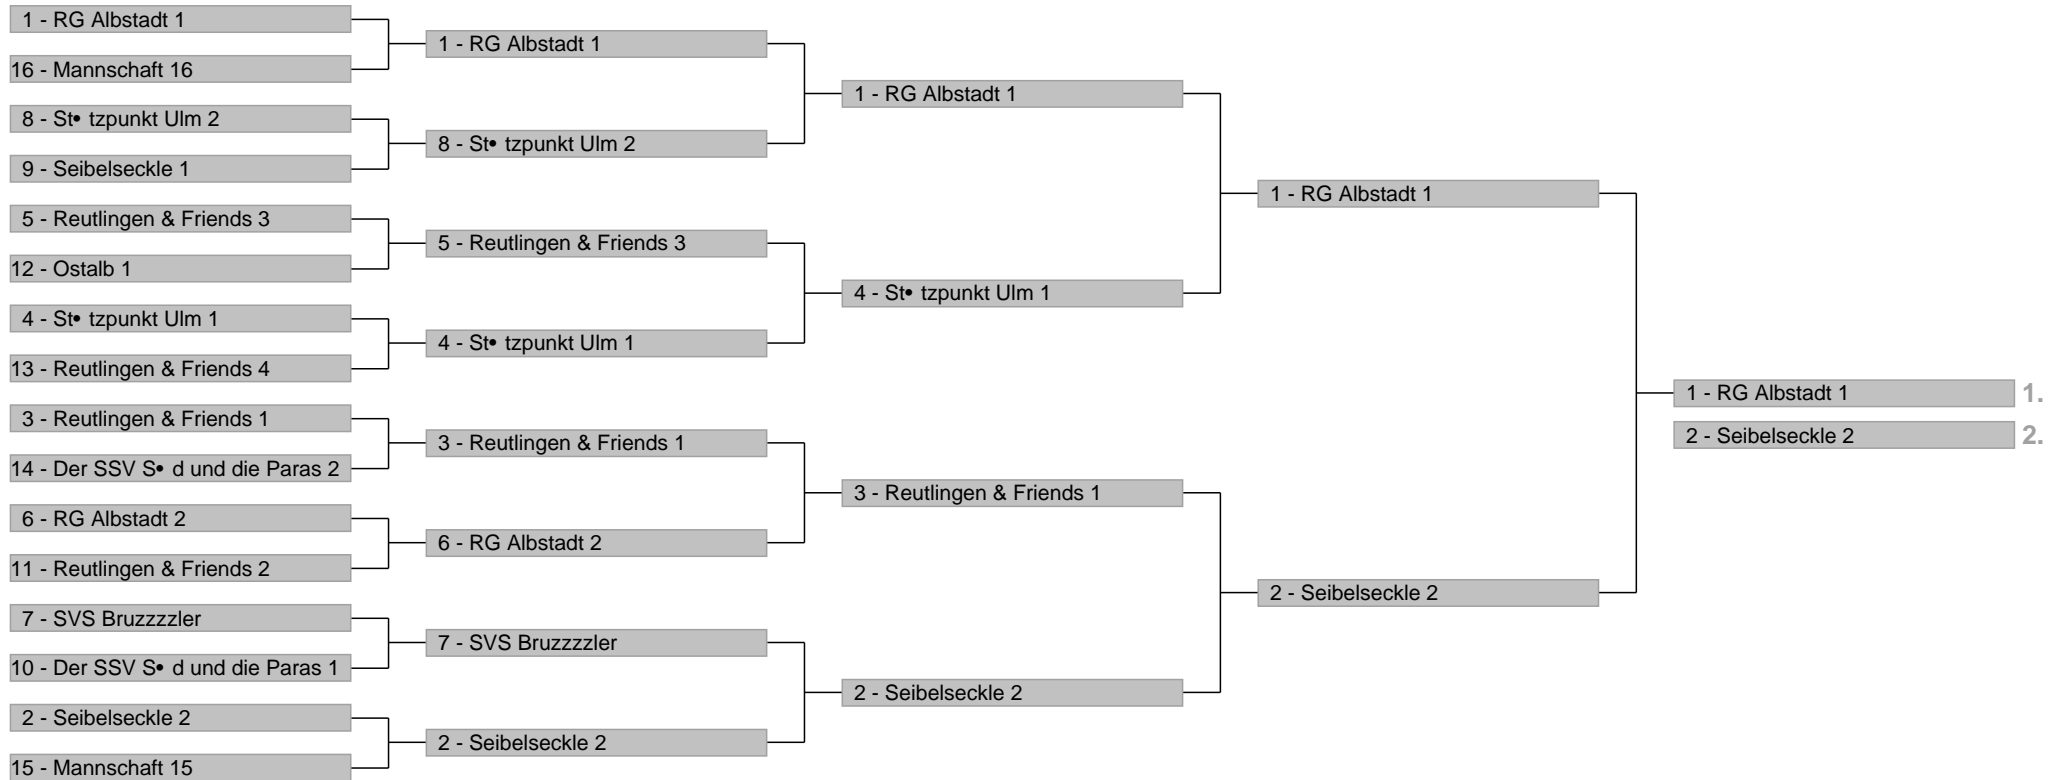 1 - RG Albstadt 1
16 - Mannschaft 16
8 - St• tzpunkt Ulm 2
9 - Seibelseckle 1
5 - Reutlingen & Friends 3
12 - Ostalb 1
4 - St• tzpunkt Ulm 1
13 - Reutlingen & Friends 4
3 - Reutlingen & Friends 1
14 - Der SSV S• d und die Paras 2
6 - RG Albstadt 2
11 - Reutlingen & Friends 2
7 - SVS Bruzzzzler
10 - Der SSV S• d und die Paras 1
2 - Seibelseckle 2
15 - Mannschaft 15
1 - RG Albstadt 1
8 - St• tzpunkt Ulm 2
5 - Reutlingen & Friends 3
4 - St• tzpunkt Ulm 1
3 - Reutlingen & Friends 1
6 - RG Albstadt 2
7 - SVS Bruzzzzler
2 - Seibelseckle 2
1 - RG Albstadt 1
4 - St• tzpunkt Ulm 1
3 - Reutlingen & Friends 1
2 - Seibelseckle 2
1 - RG Albstadt 1
2 - Seibelseckle 2
1 - RG Albstadt 1 1.
2 - Seibelseckle 2 2.